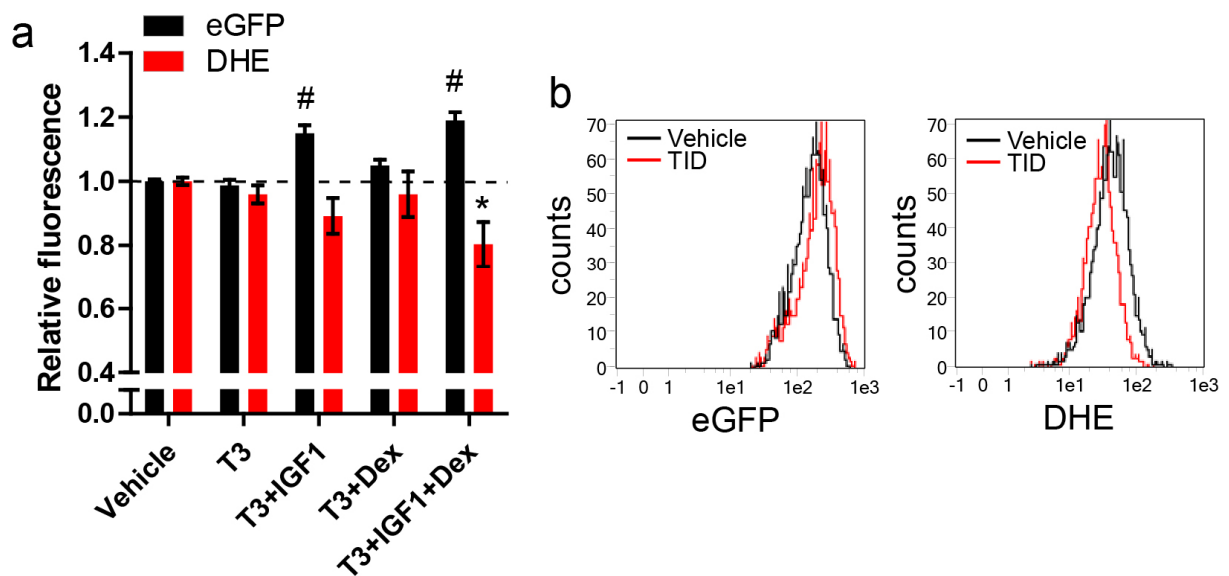 a
eGFP
DHE
Relative fluorescence
1.4
1.2
1.0
0.8
0.6
0.4
0.0
#
#
*
Vehicle
T3
T3+IGF1
T3+Dex
T3+IGF1+Dex
b
counts
70
60
50
40
30
20
10
0
Vehicle
TID
-1 0 1 1e1 1e2 1e3
eGFP
counts
70
60
50
40
30
20
10
0
Vehicle
TID
-1 0 1 1e1 1e2 1e3
DHE